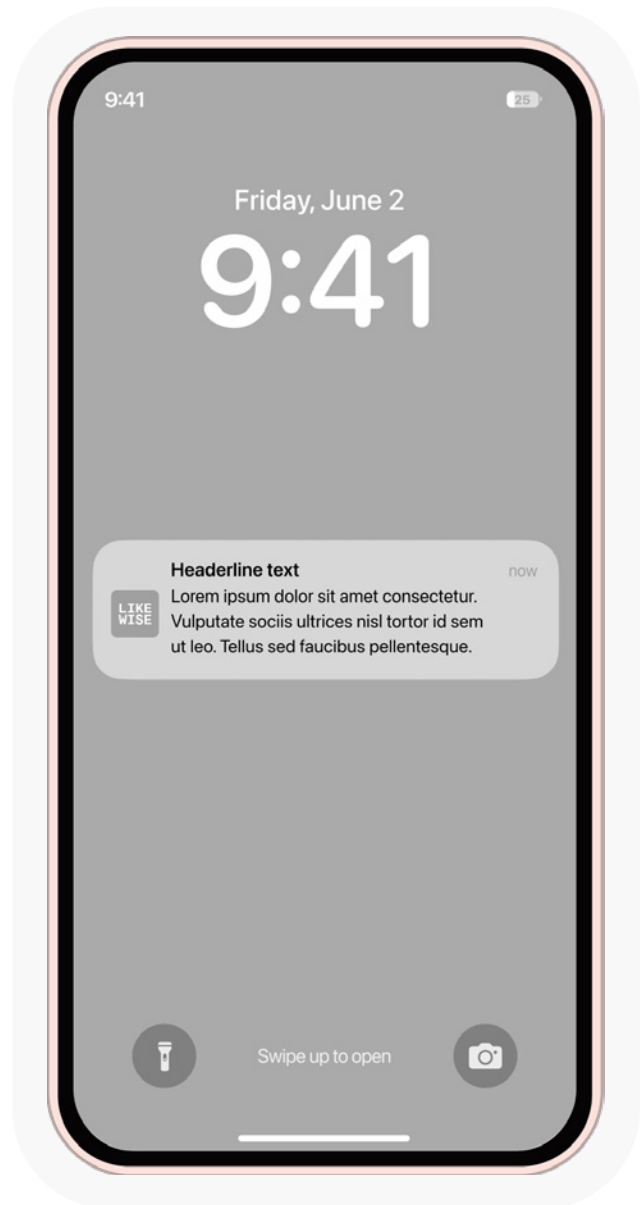 9:41
25
Friday, June 2
9:41
Headerline text
now
Lorem ipsum dolor sit amet consectetur.
LIKE
WISE
Vulputate sociis ultrices nisl tortor id sem
ut leo. Tellus sed faucibus pellentesque.
Swipe up to open